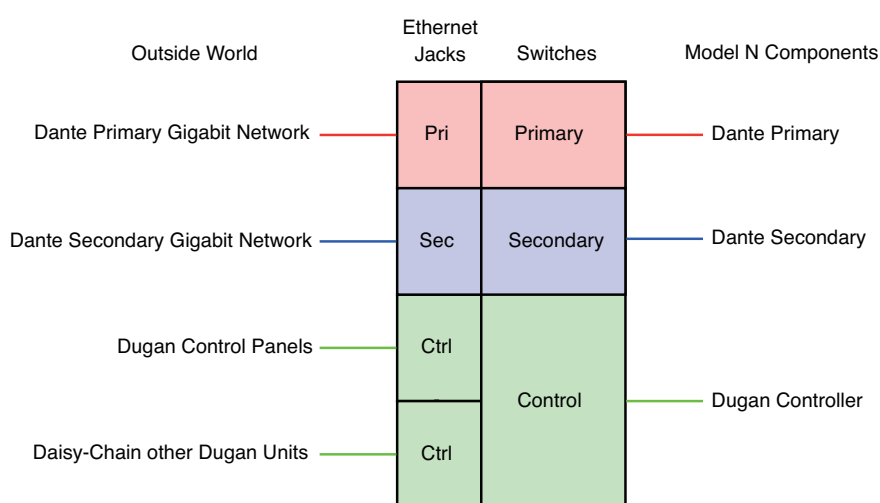 Outside World
Ethernet
Jacks
Switches
Model N Components
Dante Primary Gigabit Network
Pri
Primary
Dante Primary
Dante Secondary Gigabit Network
Sec
Secondary
Dante Secondary
Dugan Control Panels
Ctrl
Control
Dugan Controller
Daisy-Chain other Dugan Units
Ctrl